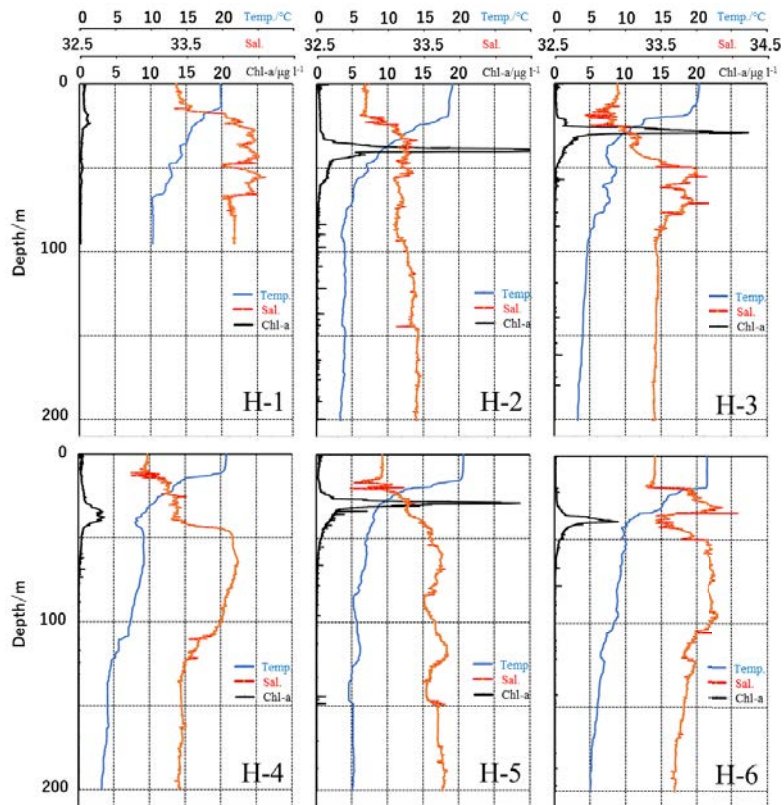 0 5 10 15 20 Temp./°C
0 5 10 15 20 Temp./°C
0 5 10 15 20 Temp./°C
32.5 33.5 Sal.
32.5 33.5 Sal.
32.5 33.5 Sal. 34.5
0 5 10 15 20 Chl-a/μg l⁻¹
0 5 10 15 20 Chl-a/μg l⁻¹
0 5 10 15 20 Chl-a/μg l⁻¹
0
Depth/m
100
200
Temp.
Sal.
Chl-a
H-1
Temp.
Sal.
Chl-a
H-2
Temp.
Sal.
Chl-a
H-3
0
Depth/m
100
200
Temp.
Sal.
Chl-a
H-4
Temp.
Sal.
Chl-a
H-5
Temp.
Sal.
Chl-a
H-6